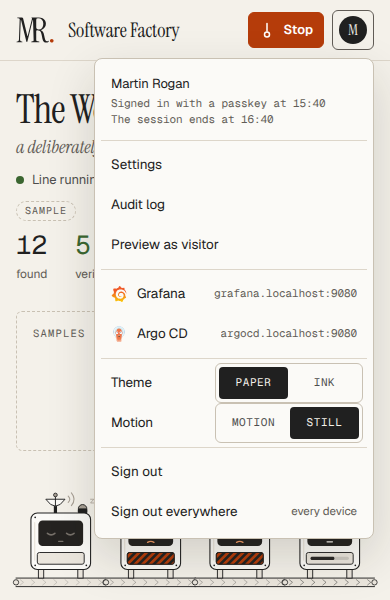 MR. Software Factory
Stop
M
The W
a deliberately
Line runnin
SAMPLE
12
5
found
veri
SAMPLES
Martin Rogan
Signed in with a passkey at 15:40
The session ends at 16:40
Settings
Audit log
Preview as visitor
Grafana grafana.localhost:9080
Argo CD argocd.localhost:9080
Theme PAPER INK
Motion MOTION STILL
Sign out
Sign out everywhere every device